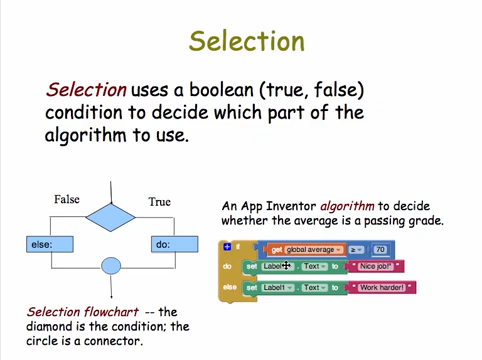 Selection
Selection uses a boolean (true, false)
condition to decide which part of the
algorithm to use.
False
True
else:
do:
Selection flowchart -- the
diamond is the condition; the
circle is a connector.
An App Inventor algorithm to decide
whether the average is a passing grade.
if get global average ≥ 70
do set Label1 . Text to "Nice job!"
else set Label1 . Text to "Work harder!"